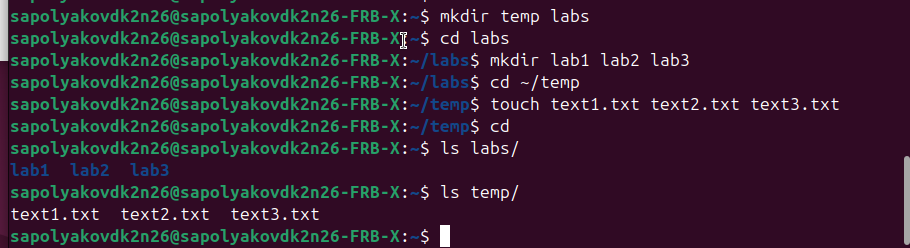 sapolyakovdk2n26@sapolyakovdk2n26-FRB-X:~$ mkdir temp labs
sapolyakovdk2n26@sapolyakovdk2n26-FRB-X:~$ cd labs
sapolyakovdk2n26@sapolyakovdk2n26-FRB-X:~/labs$ mkdir lab1 lab2 lab3
sapolyakovdk2n26@sapolyakovdk2n26-FRB-X:~/labs$ cd ~/temp
sapolyakovdk2n26@sapolyakovdk2n26-FRB-X:~/temp$ touch text1.txt text2.txt text3.txt
sapolyakovdk2n26@sapolyakovdk2n26-FRB-X:~/temp$ cd
sapolyakovdk2n26@sapolyakovdk2n26-FRB-X:~$ ls labs/
lab1  lab2  lab3
sapolyakovdk2n26@sapolyakovdk2n26-FRB-X:~$ ls temp/
text1.txt  text2.txt  text3.txt
sapolyakovdk2n26@sapolyakovdk2n26-FRB-X:~$